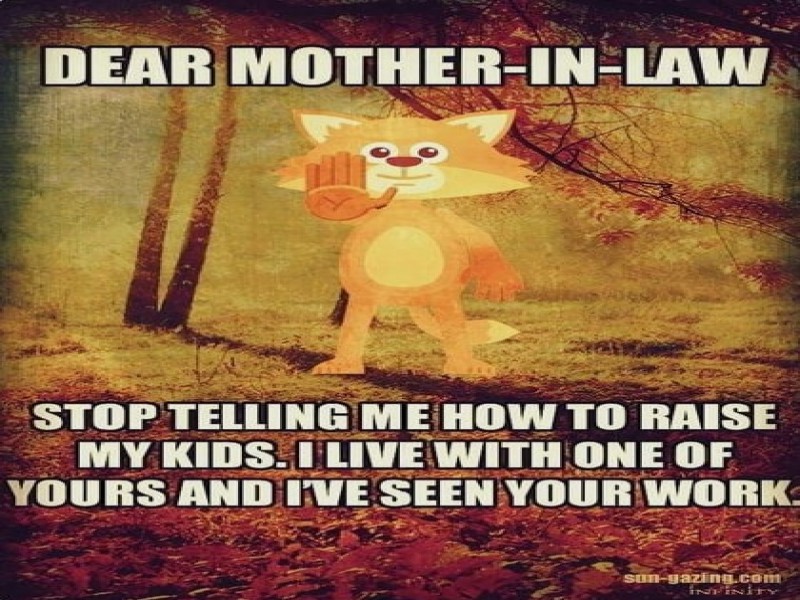 DEAR MOTHER-IN-LAW
STOP TELLING ME HOW TO RAISE
MY KIDS. I LIVE WITH ONE OF
YOURS AND I'VE SEEN YOUR WORK.
sun-gazing.com
INFINITY